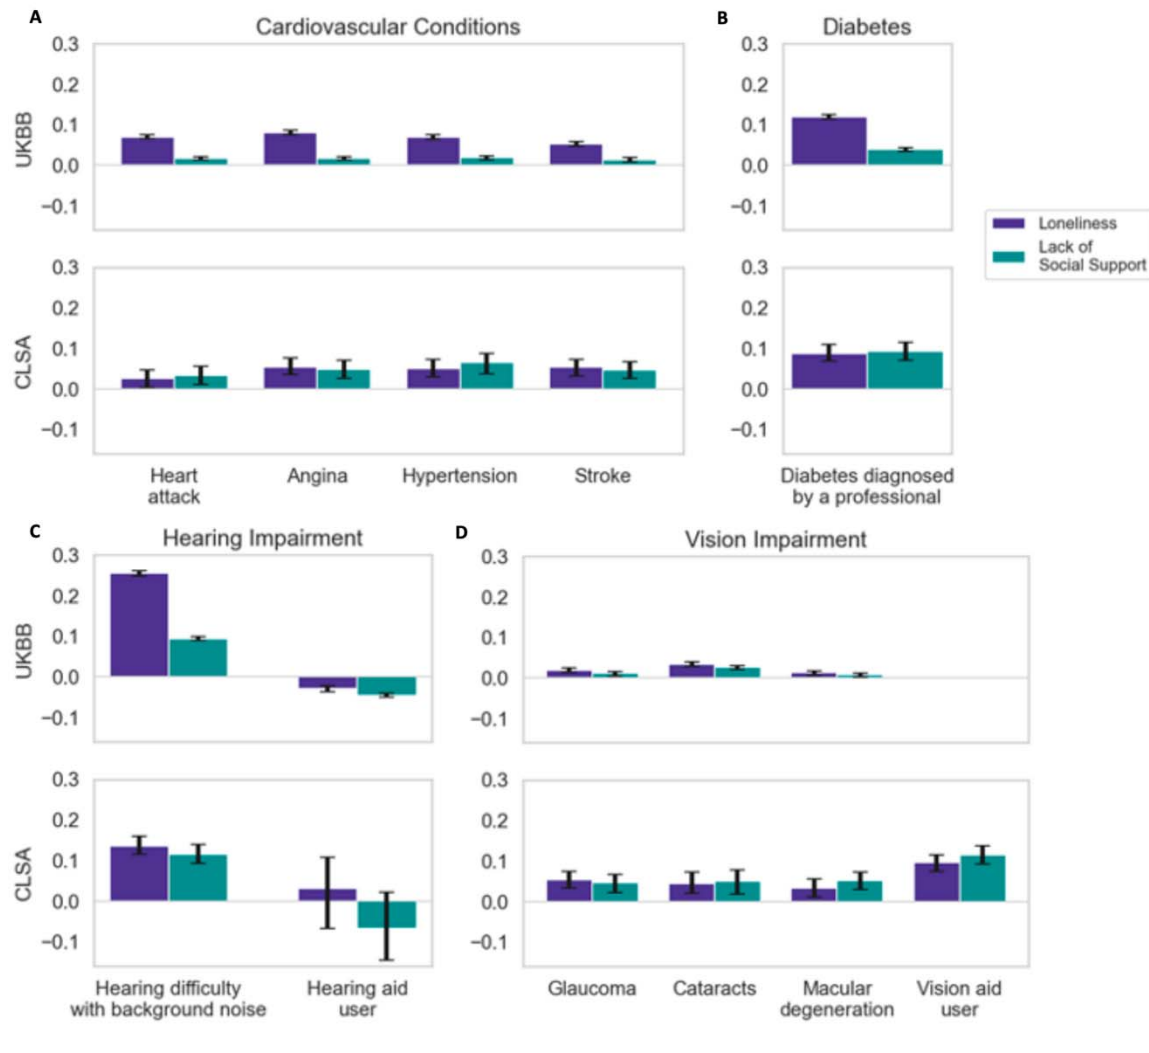 A
Cardiovascular Conditions
B
Diabetes
UKBB
0.3
0.2
0.1
0.0
−0.1
0.3
0.2
0.1
0.0
−0.1
Loneliness
Lack of
Social Support
CLSA
0.3
0.2
0.1
0.0
−0.1
0.3
0.2
0.1
0.0
−0.1
Heart
attack
Angina
Hypertension
Stroke
Diabetes diagnosed
by a professional
C
Hearing Impairment
D
Vision Impairment
UKBB
0.3
0.2
0.1
0.0
−0.1
0.3
0.2
0.1
0.0
−0.1
CLSA
0.3
0.2
0.1
0.0
−0.1
0.3
0.2
0.1
0.0
−0.1
Hearing difficulty
with background noise
Hearing aid
user
Glaucoma
Cataracts
Macular
degeneration
Vision aid
user